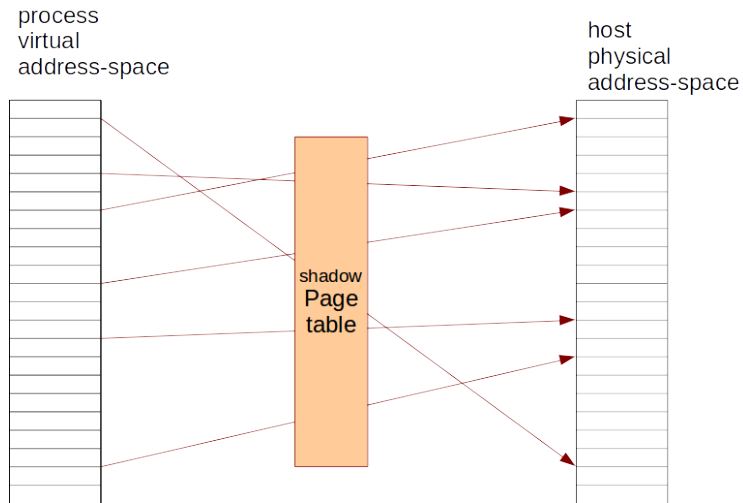 process
virtual
address-space
host
physical
address-space
shadow
Page
table